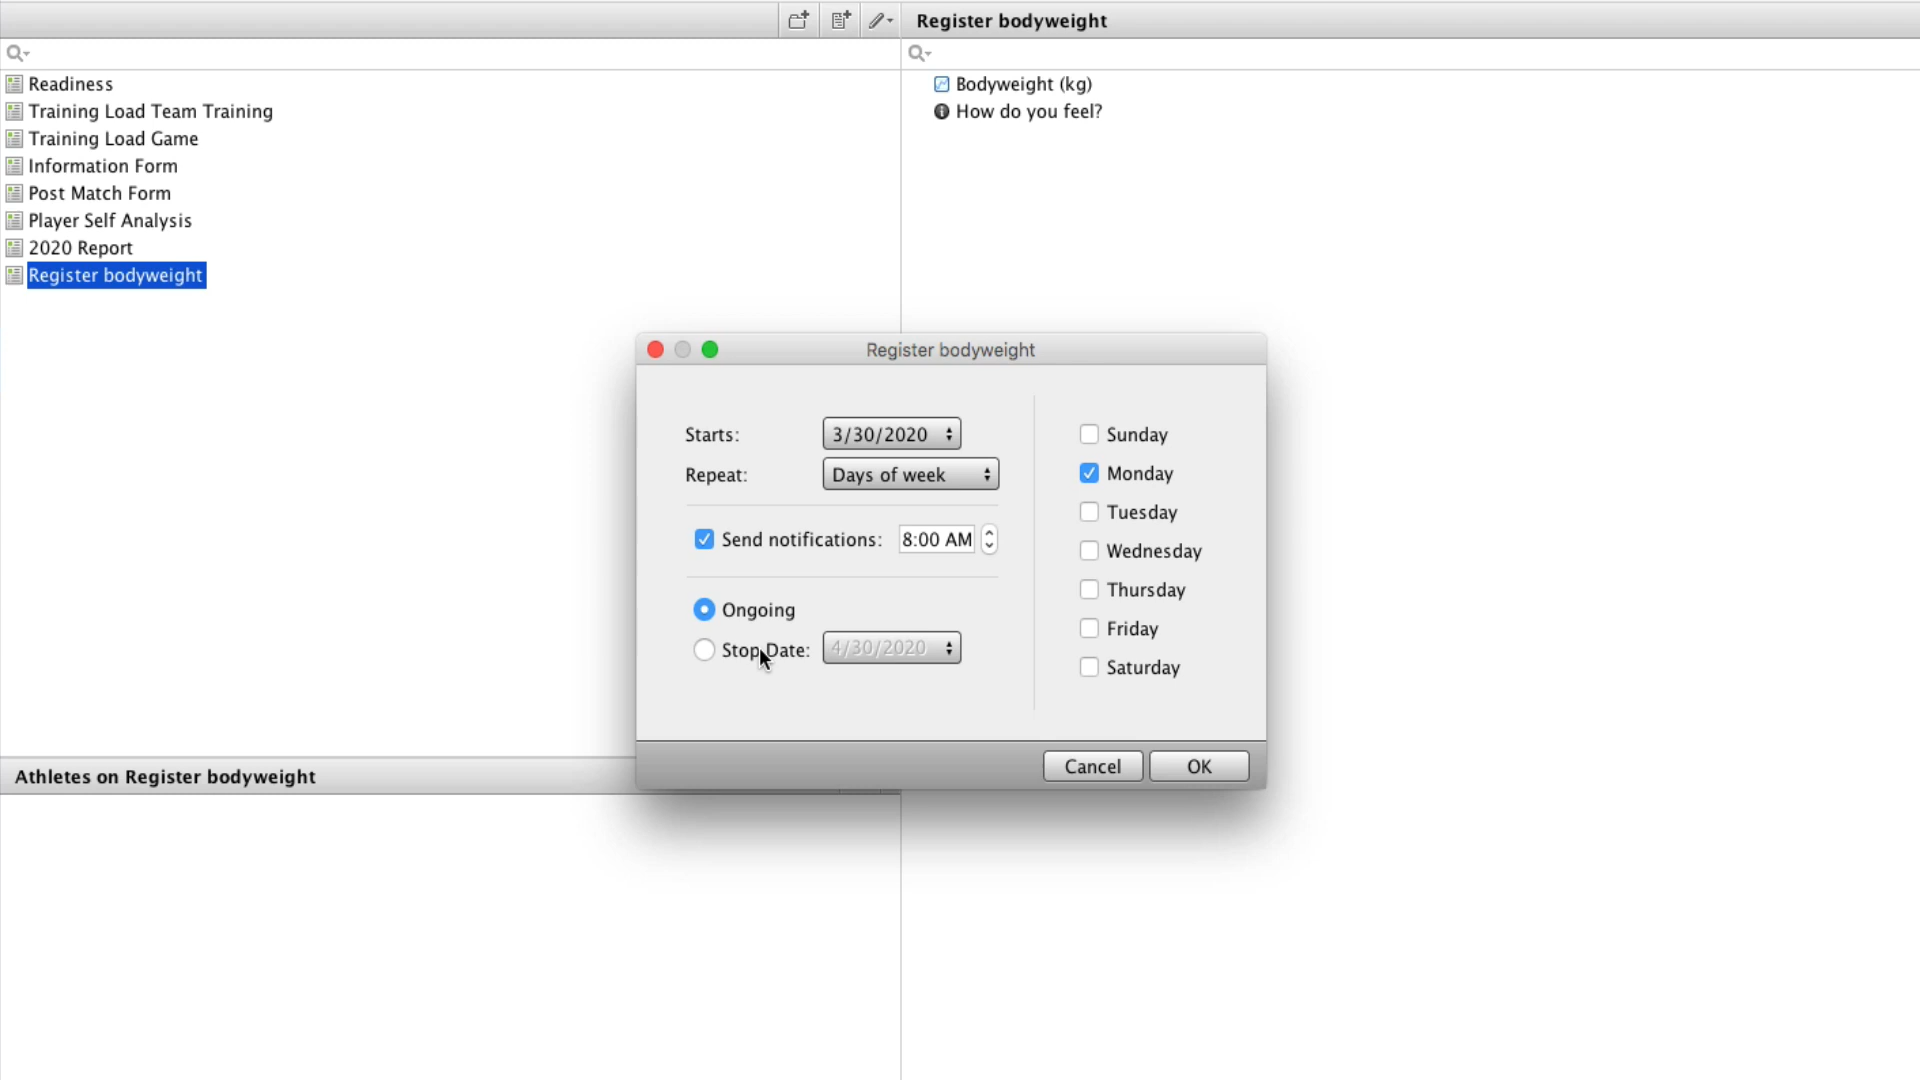 Register bodyweight
Readiness
Training Load Team Training
Training Load Game
Information Form
Post Match Form
Player Self Analysis
2020 Report
Register bodyweight
Bodyweight (kg)
How do you feel?
Register bodyweight
Starts: 3/30/2020
Repeat: Days of week
Send notifications: 8:00 AM
Ongoing
Stop Date: 4/30/2020
Sunday
Monday
Tuesday
Wednesday
Thursday
Friday
Saturday
Cancel OK
Athletes on Register bodyweight